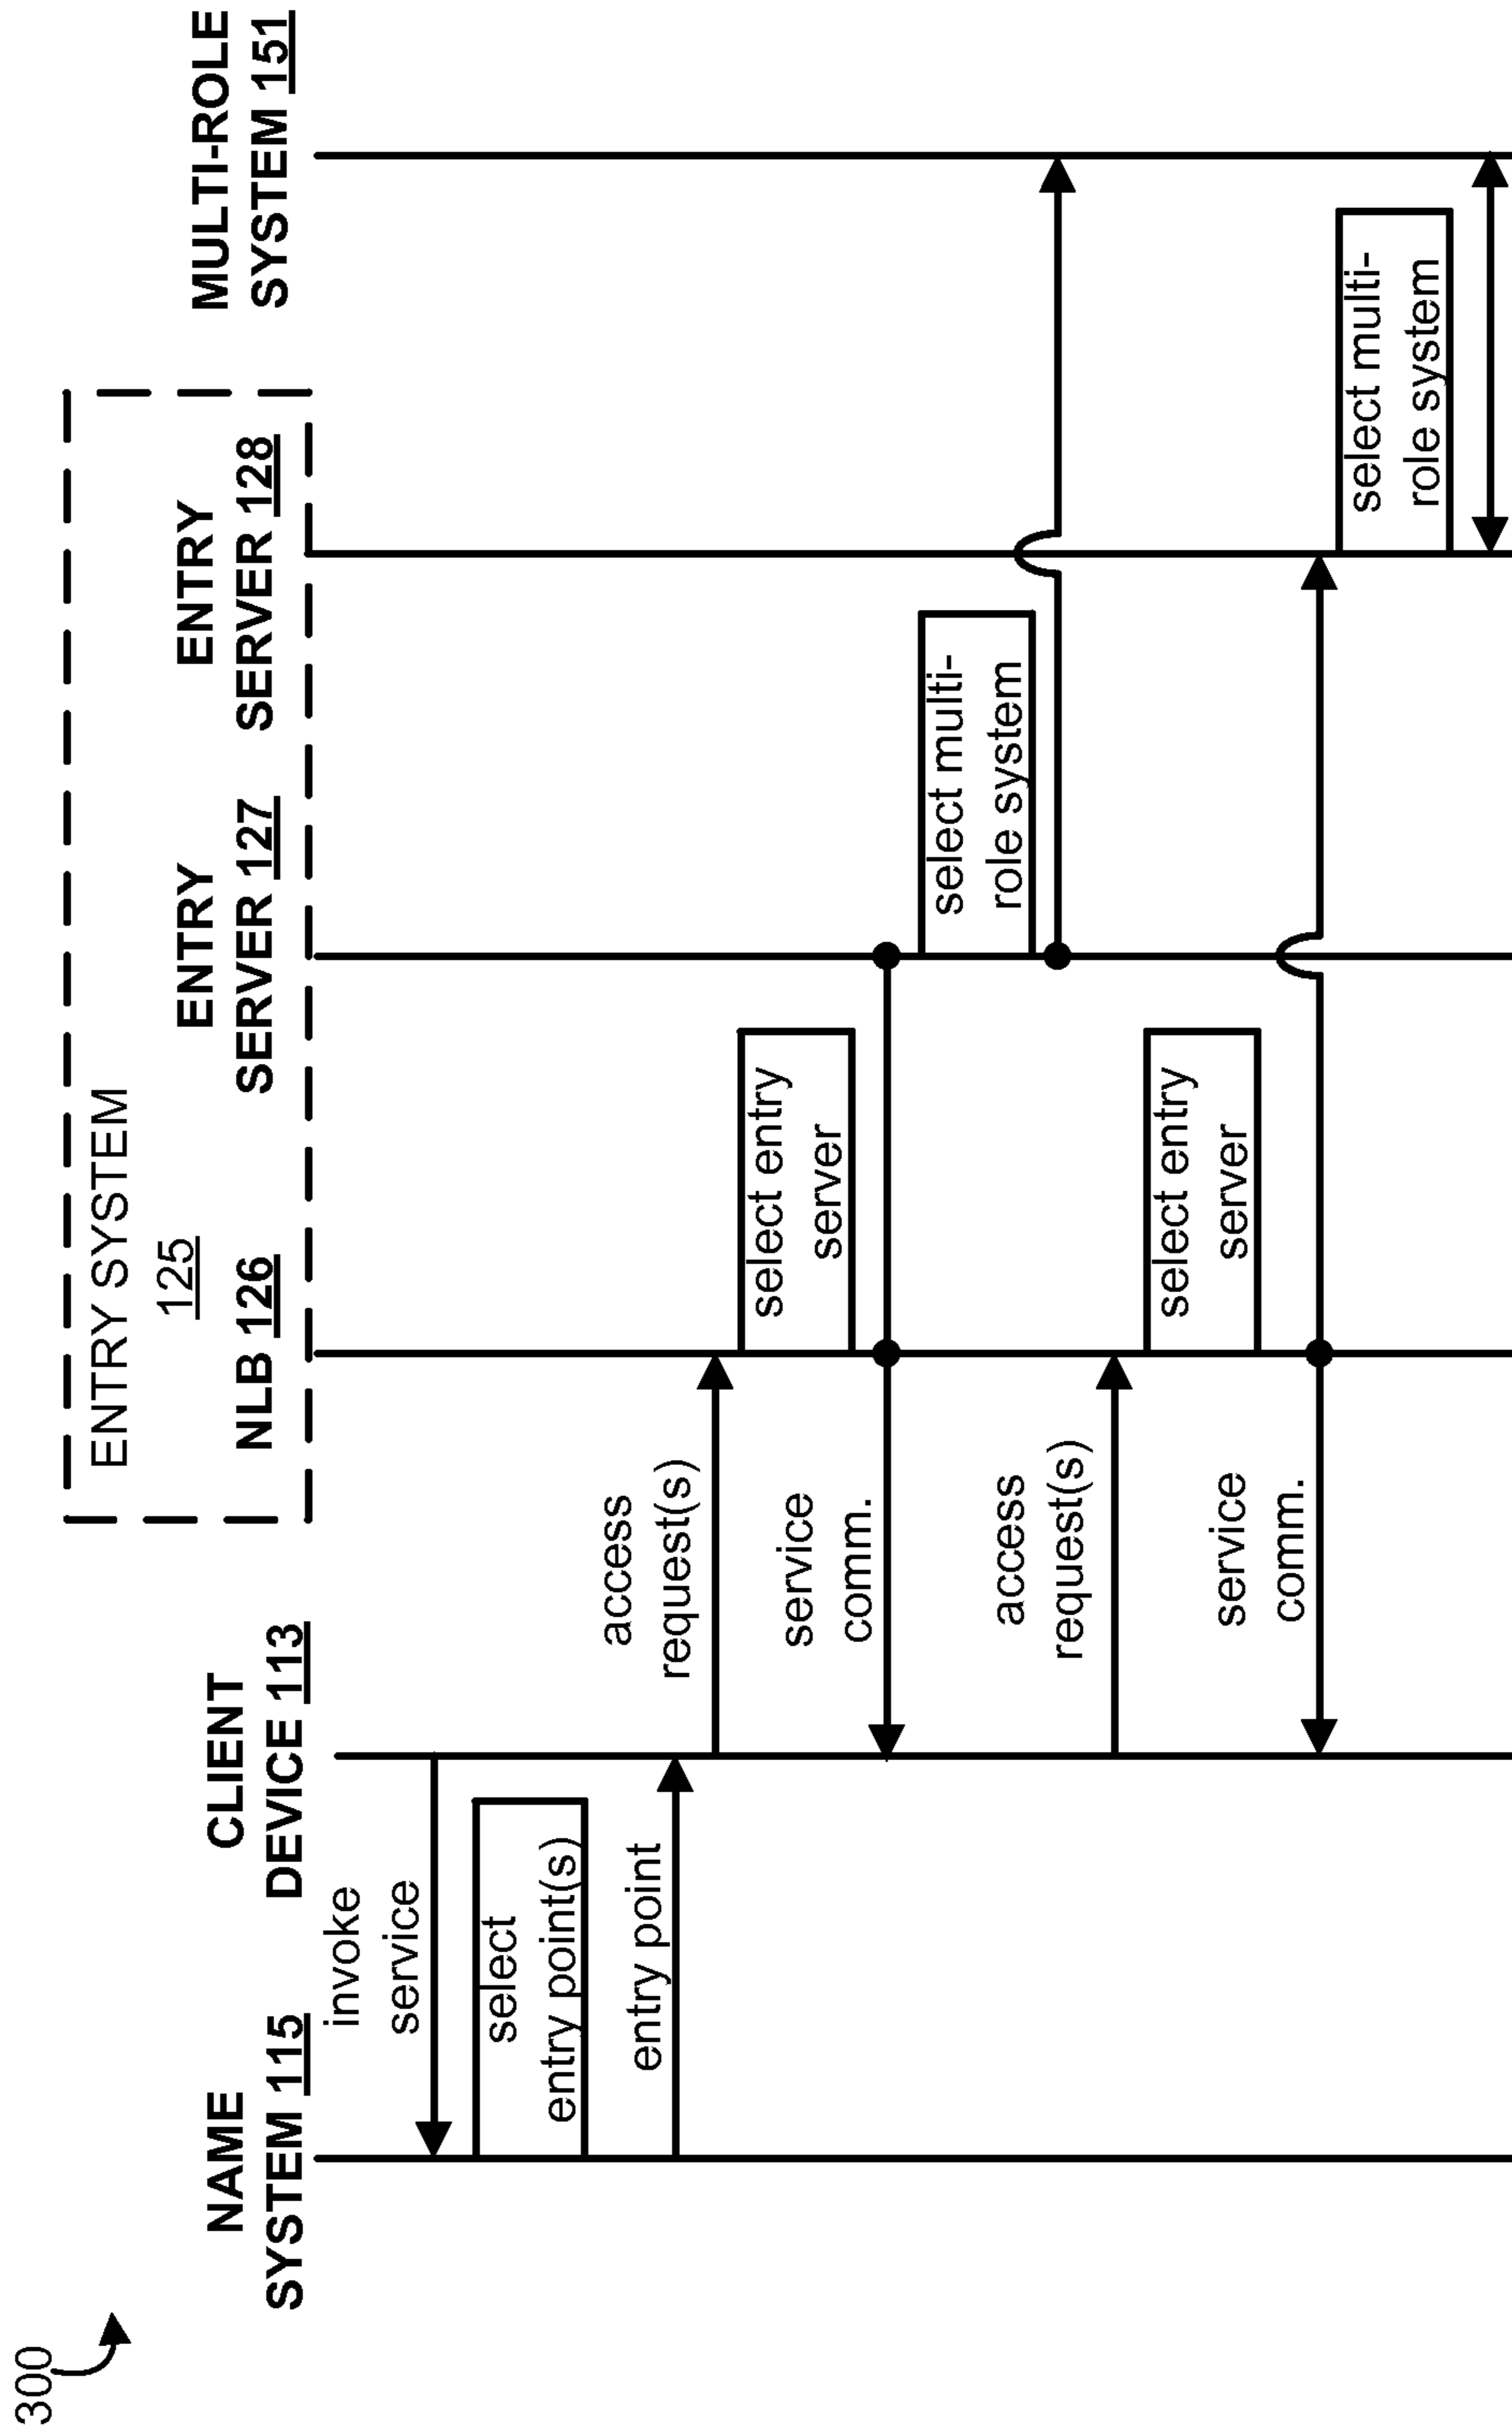 300
NAME
SYSTEM 115
CLIENT
DEVICE 113
ENTRY SYSTEM
125
NLB 126
ENTRY
SERVER 127
ENTRY
SERVER 128
MULTI-ROLE
SYSTEM 151
invoke
service
select
entry point(s)
entry point
access
request(s)
select entry
server
service
comm.
select multi-
role system
access
request(s)
select entry
server
service
comm.
select multi-
role system